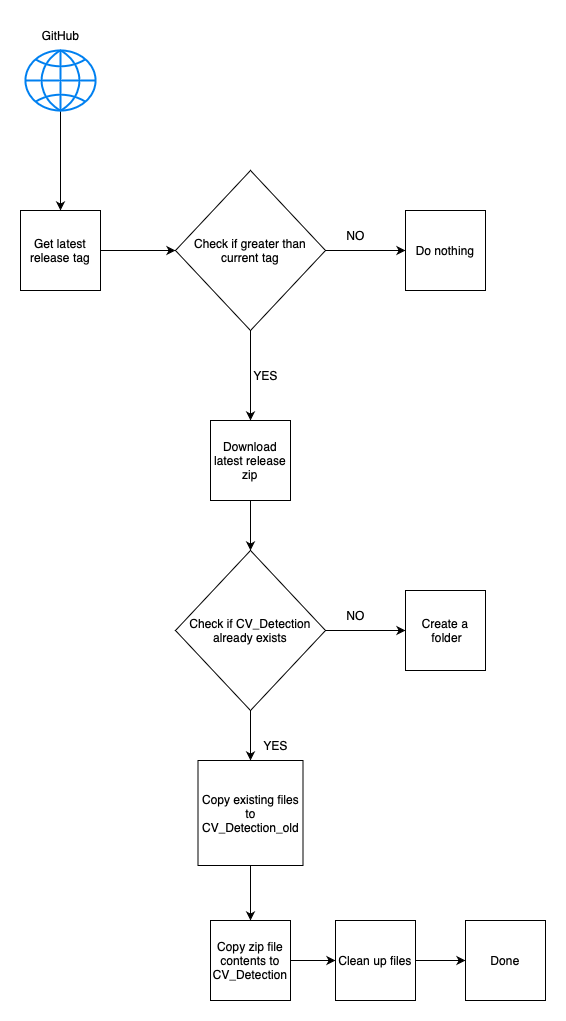 GitHub
Get latest
release tag
Check if greater than
current tag
NO
Do nothing
YES
Download
latest release
zip
Check if CV_Detection
already exists
NO
Create a
folder
YES
Copy existing files
to
CV_Detection_old
Copy zip file
contents to
CV_Detection
Clean up files
Done